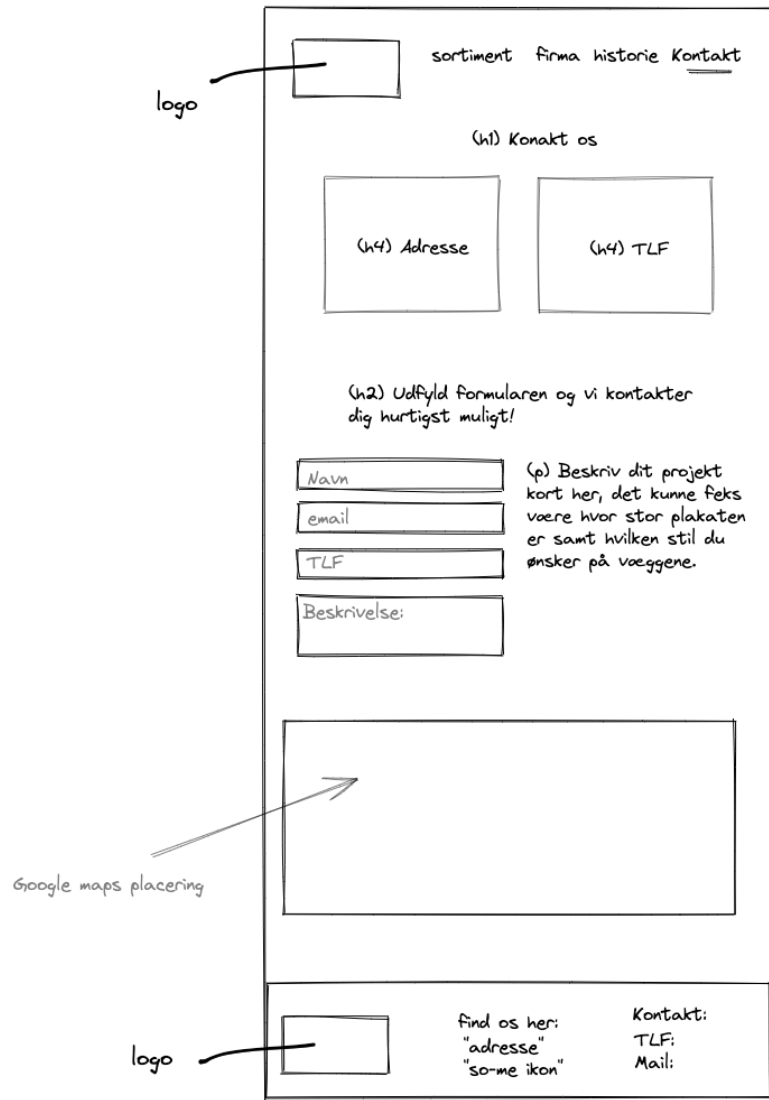 sortiment firma historie Kontakt
logo
(h1) Konakt os
(h4) Adresse
(h4) TLF
(h2) Udfyld formularen og vi kontakter
dig hurtigst muligt!
Navn
email
TLF
Beskrivelse:
(p) Beskriv dit projekt
kort her, det kunne feks
være hvor stor plakaten
er samt hvilken stil du
ønsker på væggene.
Google maps placering
logo
find os her:
"adresse"
"so-me ikon"
Kontakt:
TLF:
Mail: